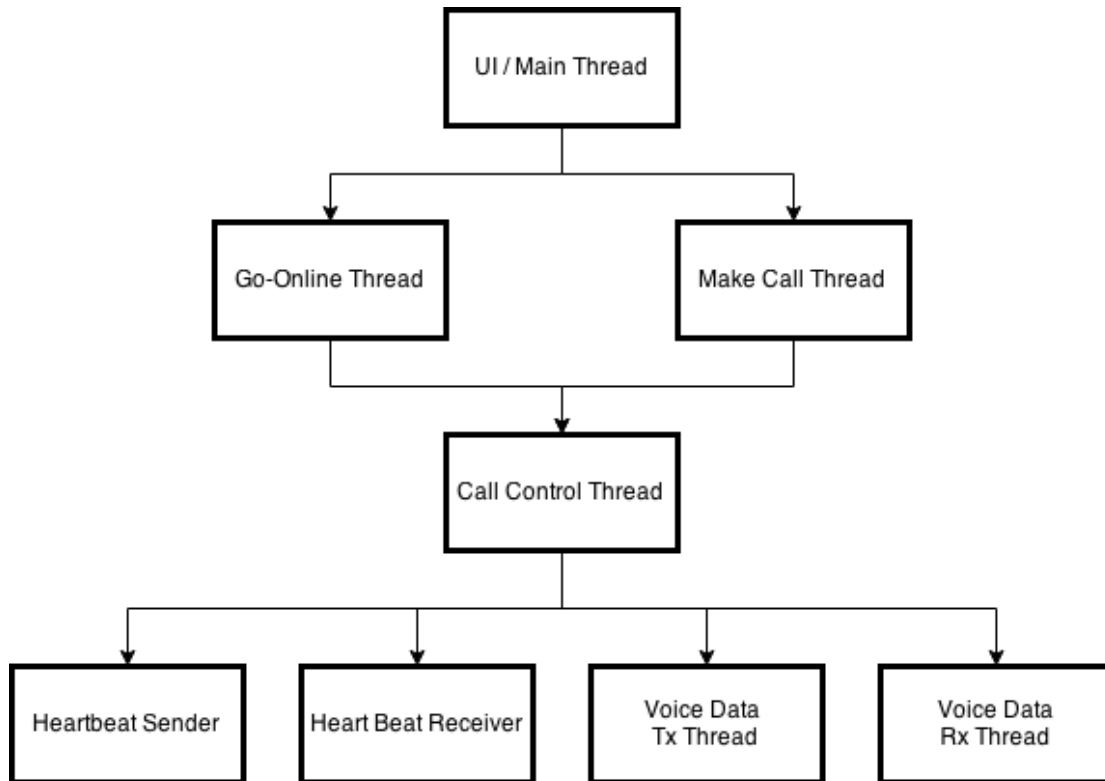 UI / Main Thread
Go-Online Thread
Make Call Thread
Call Control Thread
Heartbeat Sender
Heart Beat Receiver
Voice Data
Tx Thread
Voice Data
Rx Thread